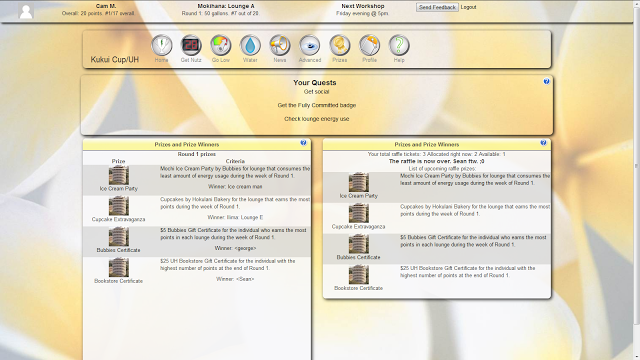 Cam M.
Overall: 20 points. #1/17 overall.
Mokihana: Lounge A
Round 1: 50 gallons. #7 out of 20.
Next Workshop
Friday evening @ 5pm.
Send Feedback Logout
Kukui Cup/UH
Home Get Nutz Go Low Water News Advanced Prizes Profile Help
Your Quests
Get social
Get the Fully Committed badge
Check lounge energy use
Prizes and Prize Winners
Round 1 prizes
Prize Criteria
Ice Cream Party
Mochi Ice Cream Party by Bubbies for lounge that consumes the
least amount of energy usage during the week of Round 1.
Winner: Ice cream man
Cupcake Extravaganza
Cupcakes by Hokulani Bakery for the lounge that earns the most
points during the week of Round 1.
Winner: Ilima: Lounge E
Bubbies Certificate
$5 Bubbies Gift Certificate for the individual who earns the most
points in each lounge during the week of Round 1.
Winner: <george>
Bookstore Certificate
$25 UH Bookstore Gift Certificate for the individual with the
highest number of points at the end of Round 1.
Winner: <Sean>
Prizes and Prize Winners
Your total raffle tickets: 3 Allocated right now: 2 Available: 1
The raffle is now over. Sean ftw. ;0
List of upcoming raffle prizes:
Ice Cream Party
Mochi Ice Cream Party by Bubbies for lounge that consumes the
least amount of energy usage during the week of Round 1.
Cupcake Extravaganza
Cupcakes by Hokulani Bakery for the lounge that earns the most
points during the week of Round 1.
Bubbies Certificate
$5 Bubbies Gift Certificate for the individual who earns the most
points in each lounge during the week of Round 1.
Bookstore Certificate
$25 UH Bookstore Gift Certificate for the individual with the
highest number of points at the end of Round 1.